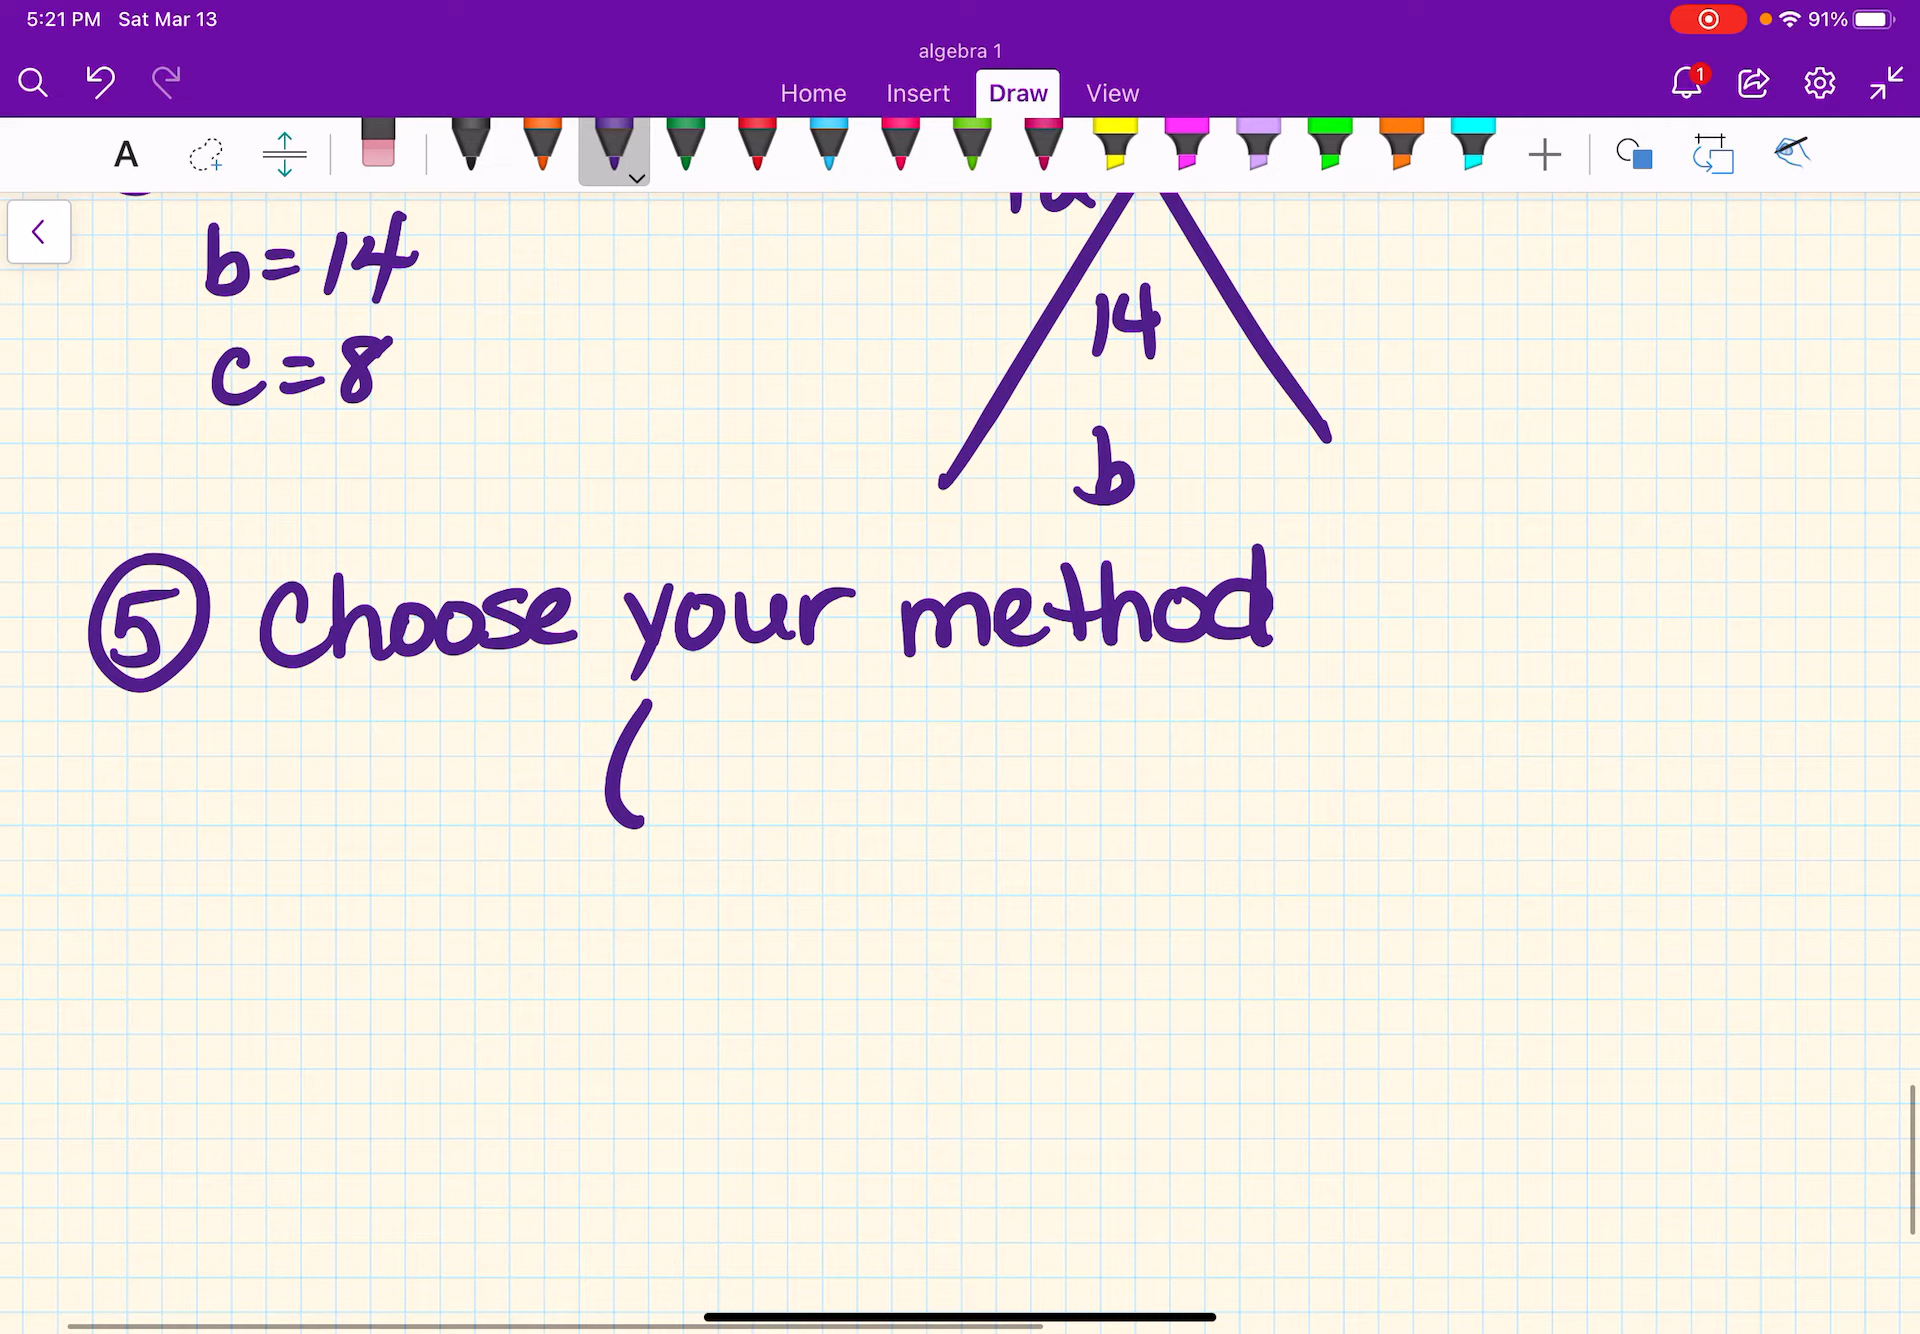 5:21 PM Sat Mar 13
91%
algebra 1
Home Insert Draw View
1
A
b=14
c=8
14
b
5 Choose your method
(